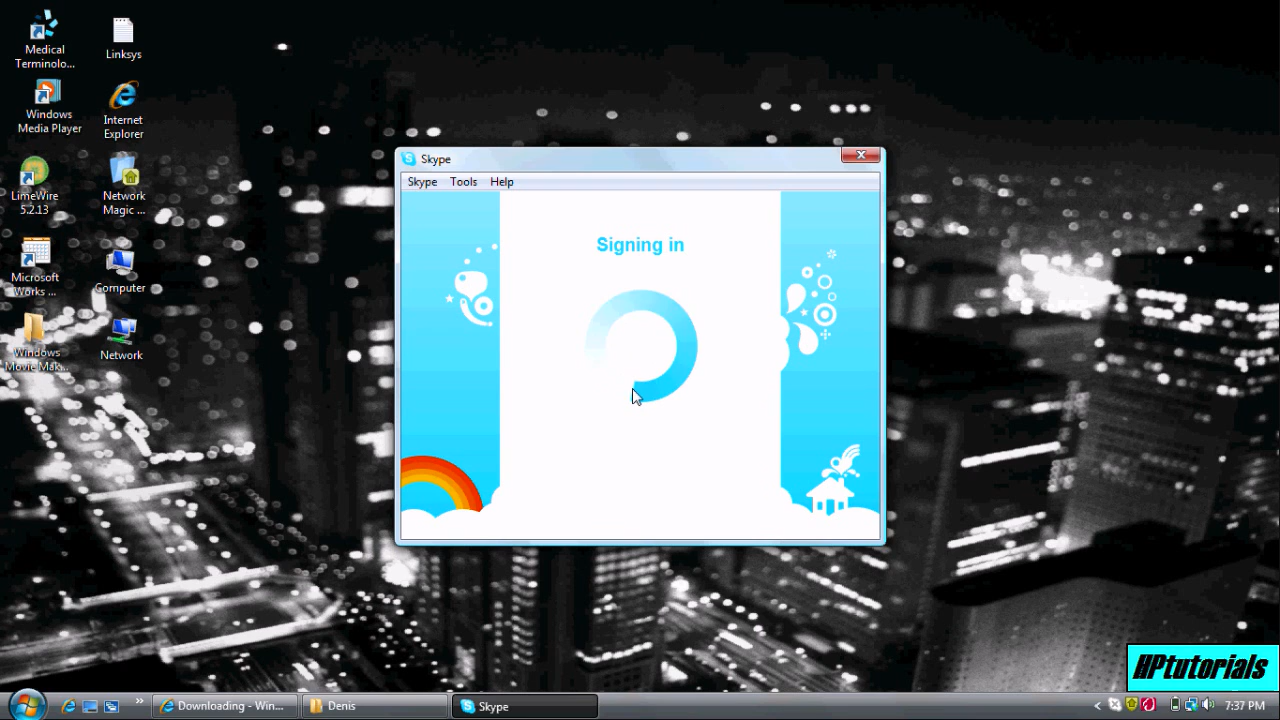 Medical
Terminolo...
Linksys
Windows
Media Player
Internet
Explorer
LimeWire
5.2.13
Network
Magic ...
Microsoft
Works ...
Computer
Windows
Movie Mak...
Network
Skype
Skype Tools Help
Signing in
HPtutorials
Downloading - Win...
Denis
Skype
7:37 PM